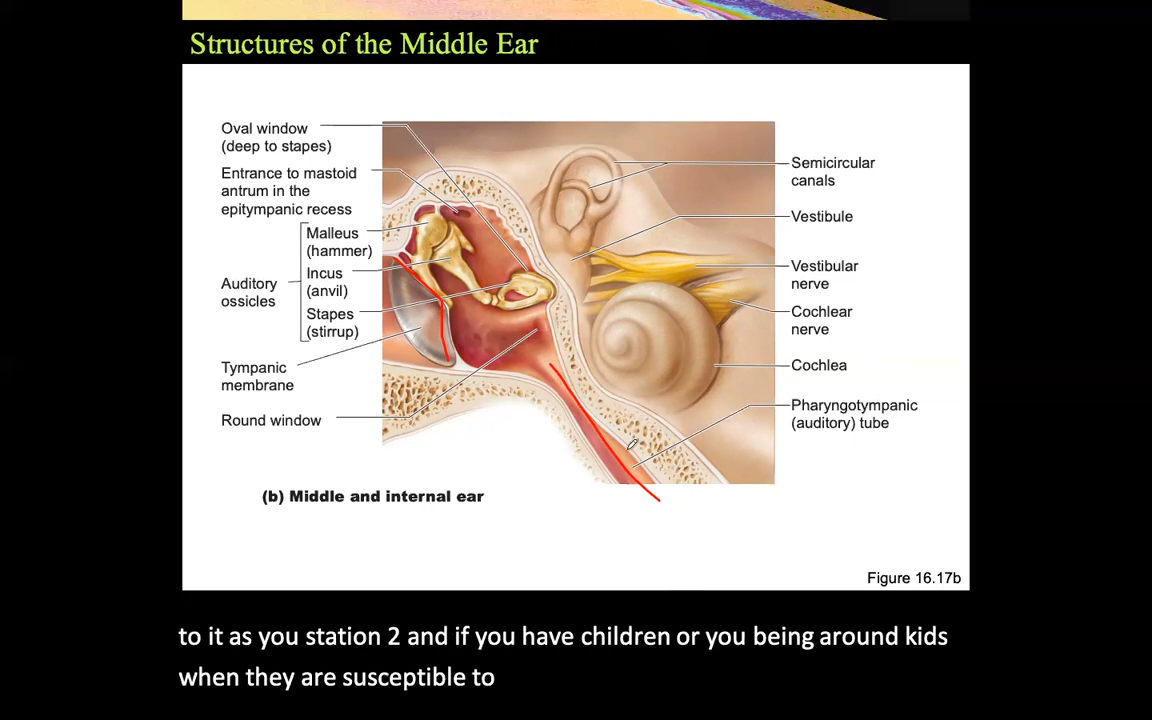 Structures of the Middle Ear
Oval window
(deep to stapes)
Entrance to mastoid
antrum in the
epitympanic recess
Malleus
(hammer)
Auditory
ossicles
Incus
(anvil)
Stapes
(stirrup)
Tympanic
membrane
Round window
Semicircular
canals
Vestibule
Vestibular
nerve
Cochlear
nerve
Cochlea
Pharyngotympanic
(auditory) tube
(b) Middle and internal ear
Figure 16.17b
to it as you station 2 and if you have children or you being around kids
when they are susceptible to